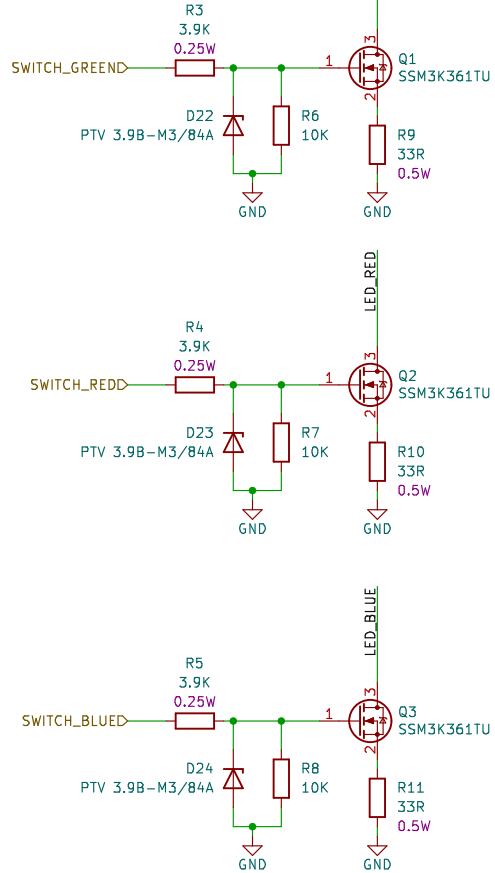 R3
3.9K
0.25W
SWITCH_GREEN
1
3
2
Q1
SSM3K361TU
D22
PTV 3.9B-M3/84A
R6
10K
R9
33R
0.5W
GND
GND
LED_RED
R4
3.9K
0.25W
SWITCH_RED
1
3
2
Q2
SSM3K361TU
D23
PTV 3.9B-M3/84A
R7
10K
R10
33R
0.5W
GND
GND
LED_BLUE
R5
3.9K
0.25W
SWITCH_BLUE
1
3
2
Q3
SSM3K361TU
D24
PTV 3.9B-M3/84A
R8
10K
R11
33R
0.5W
GND
GND